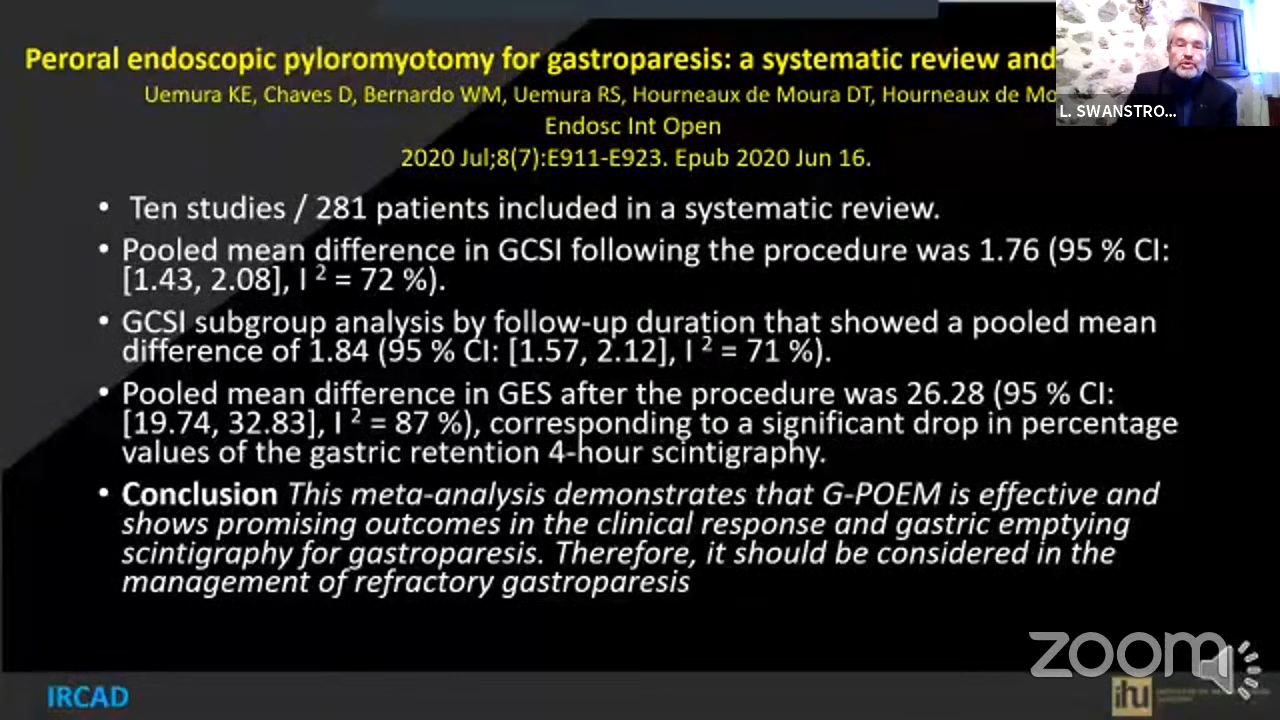 Peroral endoscopic pyloromyotomy for gastroparesis: a systematic review and
Uemura KE, Chaves D, Bernardo WM, Uemura RS, Hourneaux de Moura DT, Hourneaux de Mo
Endosc Int Open
2020 Jul;8(7):E911-E923. Epub 2020 Jun 16.
L. SWANSTRO...
• Ten studies / 281 patients included in a systematic review.
• Pooled mean difference in GCSI following the procedure was 1.76 (95 % CI:
[1.43, 2.08], I ² = 72 %).
• GCSI subgroup analysis by follow-up duration that showed a pooled mean
difference of 1.84 (95 % CI: [1.57, 2.12], I ² = 71 %).
• Pooled mean difference in GES after the procedure was 26.28 (95 % CI:
[19.74, 32.83], I ² = 87 %), corresponding to a significant drop in percentage
values of the gastric retention 4-hour scintigraphy.
• Conclusion This meta-analysis demonstrates that G-POEM is effective and
shows promising outcomes in the clinical response and gastric emptying
scintigraphy for gastroparesis. Therefore, it should be considered in the
management of refractory gastroparesis
zoom
IRCAD
ihu